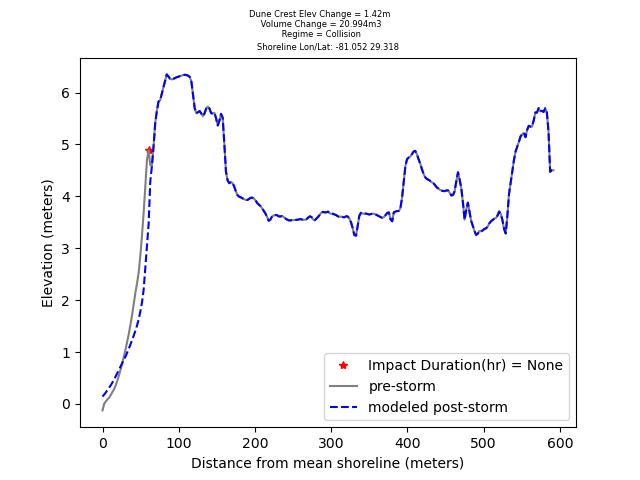 Dune Crest Elev Change = 1.42m
Volume Change = 20.994m3
Regime = Collision
Shoreline Lon/Lat: -81.052 29.318
Elevation (meters)
6
5
4
3
2
1
0
Impact Duration(hr) = None
pre-storm
modeled post-storm
0 100 200 300 400 500 600
Distance from mean shoreline (meters)